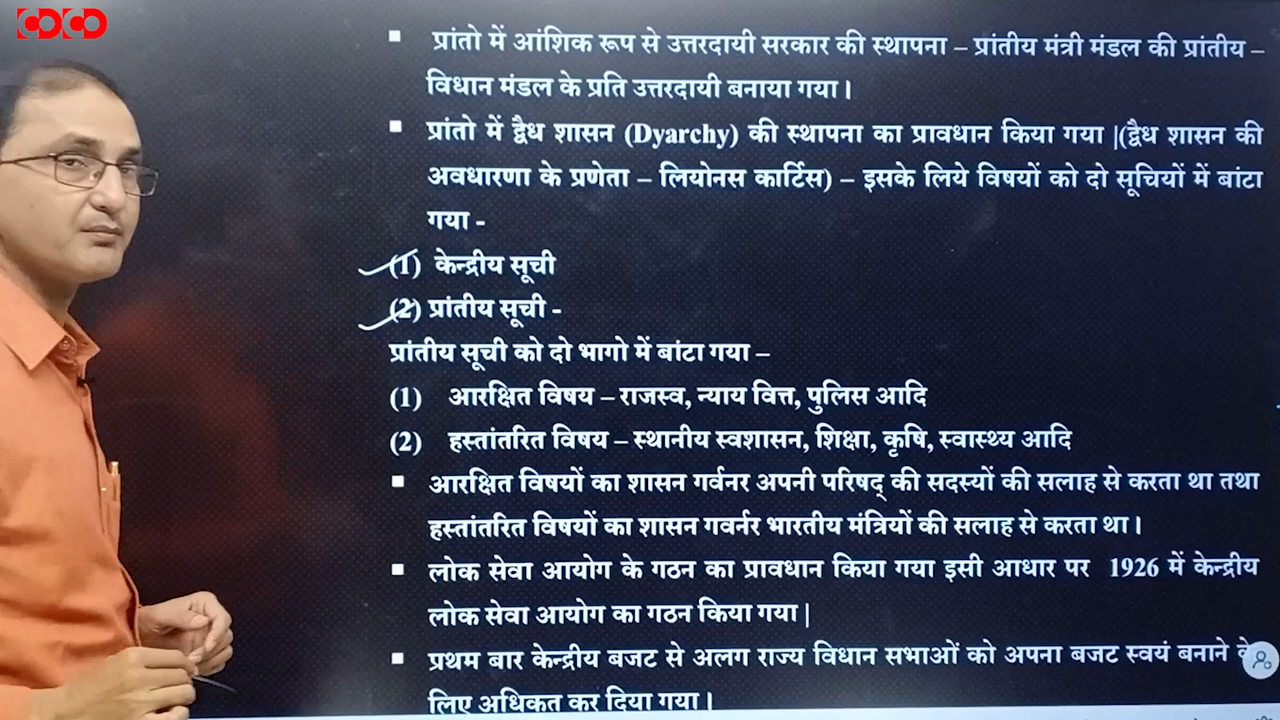 COCO
▪ प्रांतो में आंशिक रूप से उत्तरदायी सरकार की स्थापना – प्रांतीय मंत्री मंडल की प्रांतीय –
विधान मंडल के प्रति उत्तरदायी बनाया गया।
▪ प्रांतो में द्वैध शासन (Dyarchy) की स्थापना का प्रावधान किया गया |(द्वैध शासन की
अवधारणा के प्रणेता – लियोनस कार्टिस) – इसके लिये विषयों को दो सूचियों में बांटा
गया -
(1) केन्द्रीय सूची
(2) प्रांतीय सूची -
प्रांतीय सूची को दो भागो में बांटा गया –
(1) आरक्षित विषय – राजस्व, न्याय वित्त, पुलिस आदि
(2) हस्तांतरित विषय – स्थानीय स्वशासन, शिक्षा, कृषि, स्वास्थ्य आदि
▪ आरक्षित विषयों का शासन गर्वनर अपनी परिषद् की सदस्यों की सलाह से करता था तथा
हस्तांतरित विषयों का शासन गवर्नर भारतीय मंत्रियों की सलाह से करता था।
▪ लोक सेवा आयोग के गठन का प्रावधान किया गया इसी आधार पर 1926 में केन्द्रीय
लोक सेवा आयोग का गठन किया गया |
▪ प्रथम बार केन्द्रीय बजट से अलग राज्य विधान सभाओं को अपना बजट स्वयं बनाने
लिए अधिकत कर दिया गया।